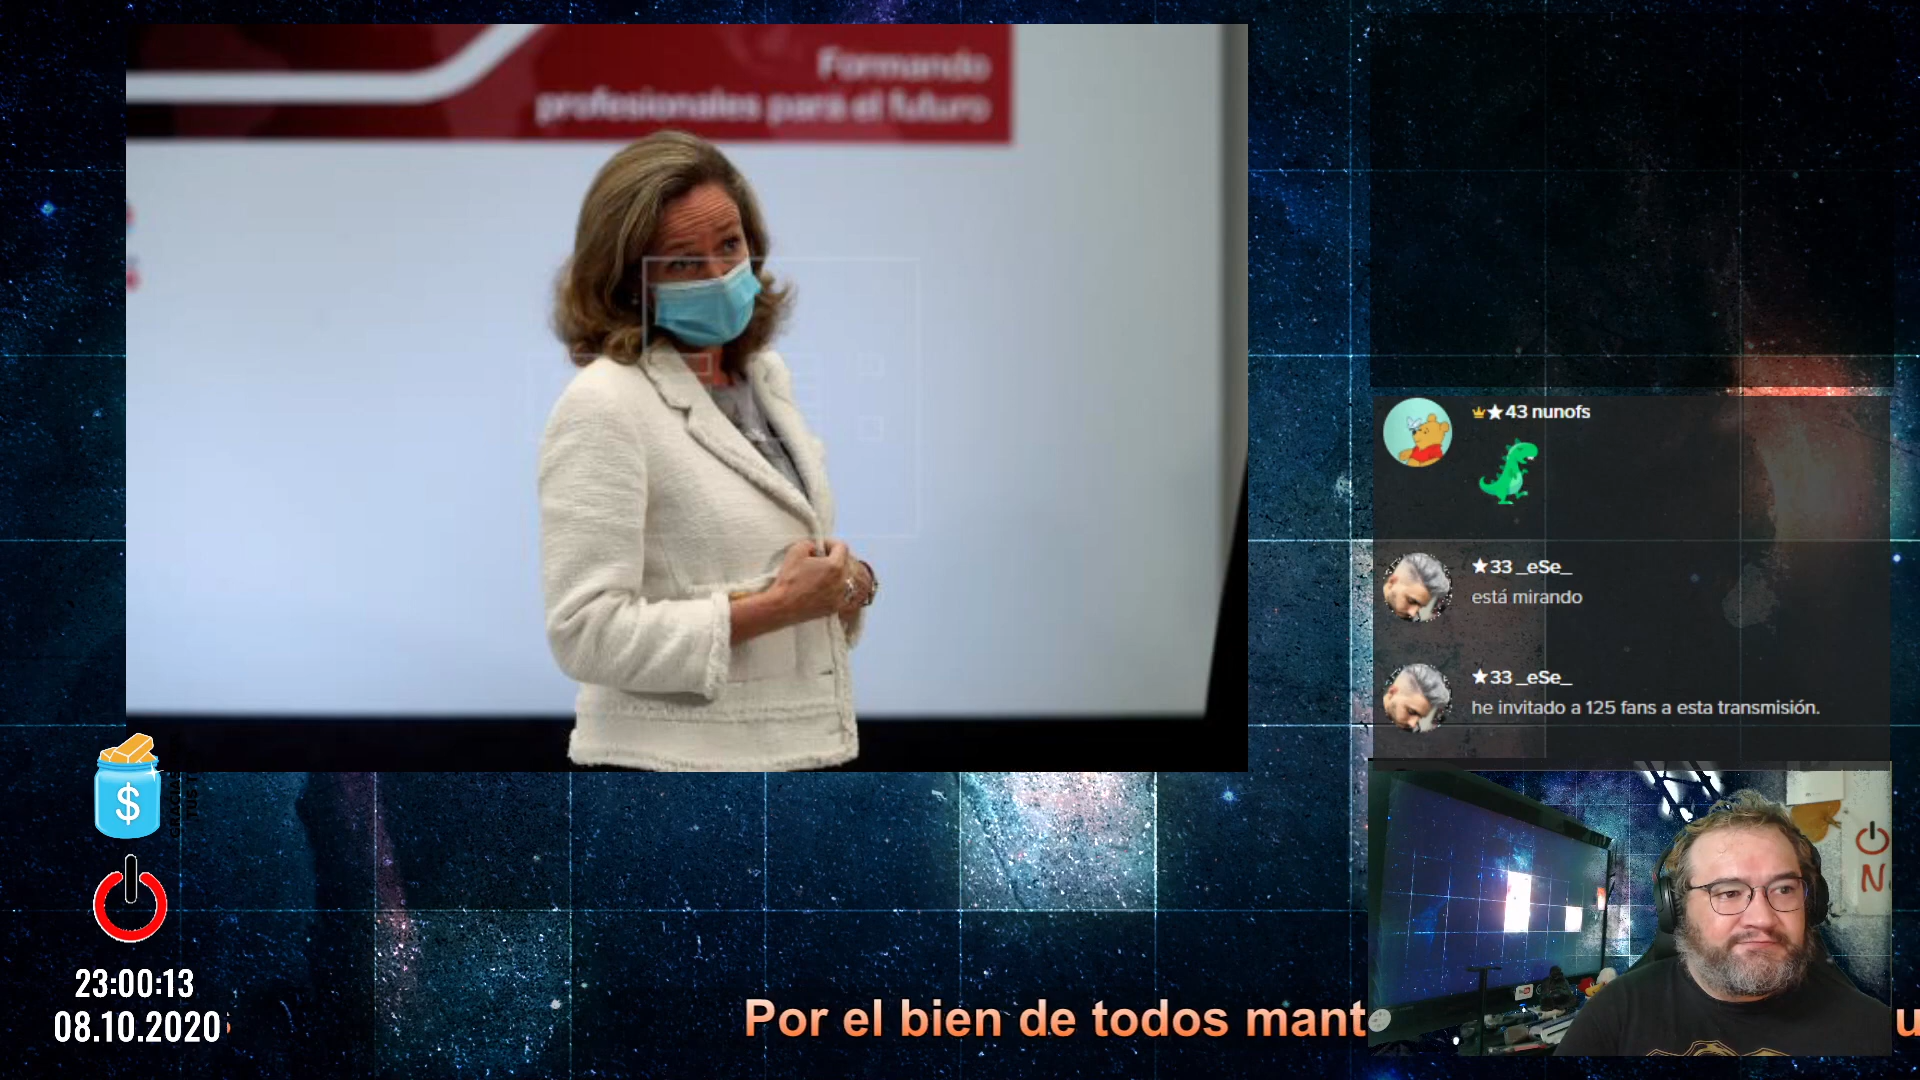 Formando
profesionales para el futuro
43 nunofs
33 _eSe_
está mirando
33 _eSe_
he invitado a 125 fans a esta transmisión.
$
23:00:13
08.10.2020
Por el bien de todos mant